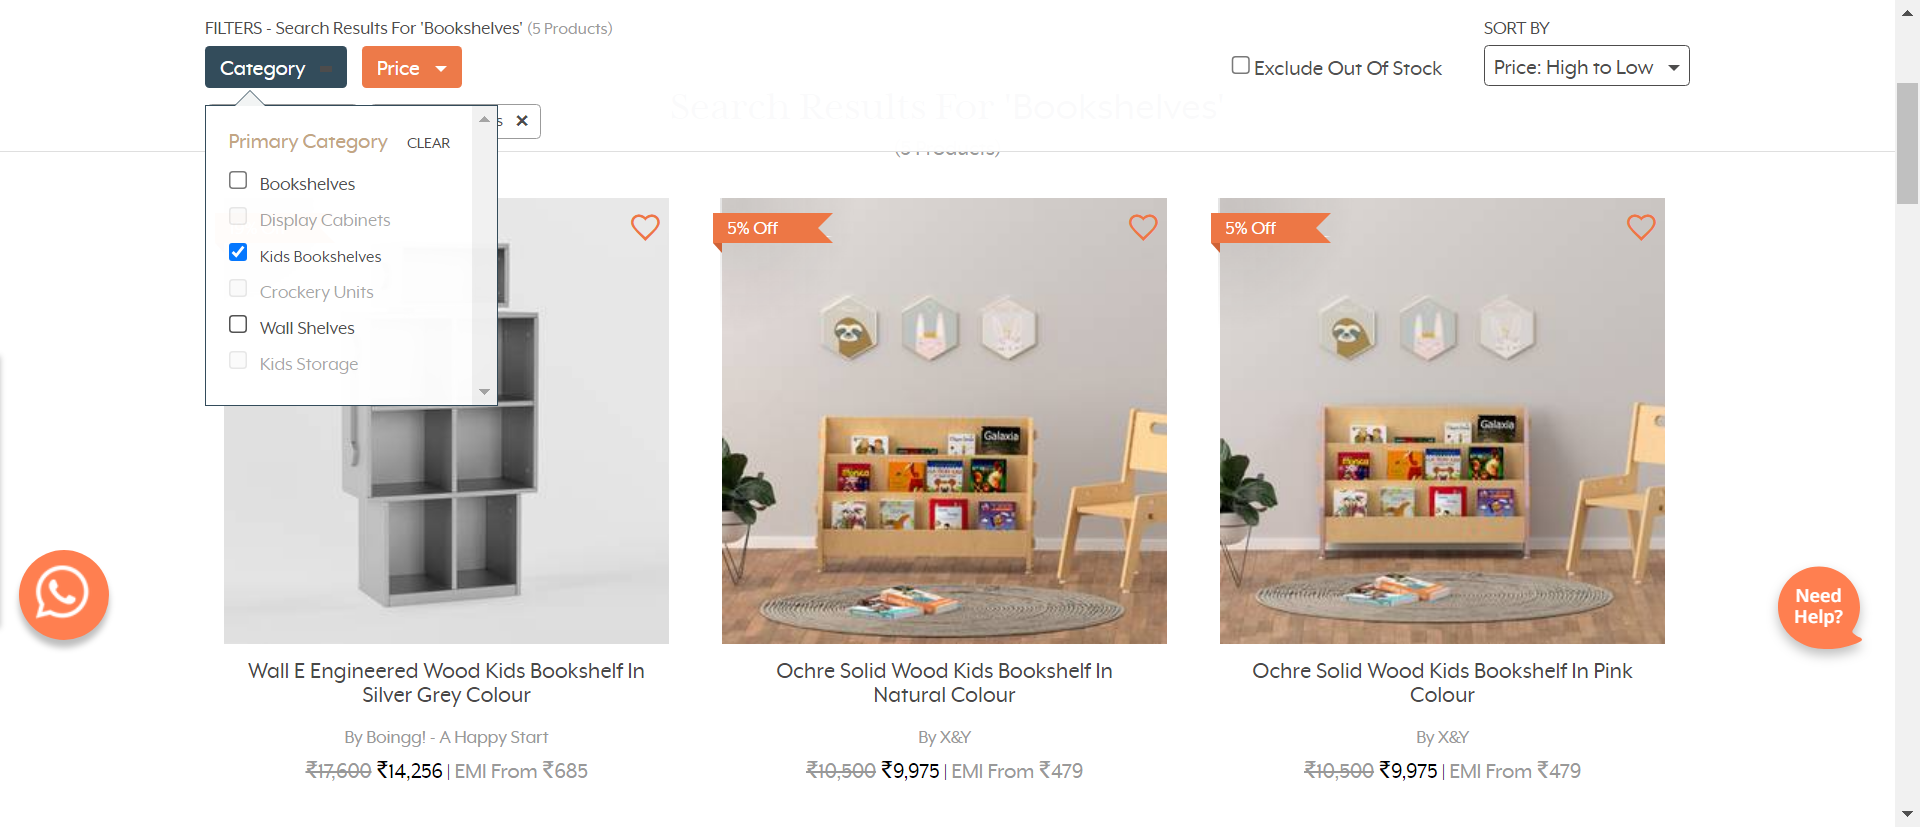 FILTERS - Search Results For 'Bookshelves' (5 Products)
SORT BY
Category
Price
Exclude Out Of Stock
Price: High to Low
Search Results For 'Bookshelves'
s ×
(5 Products)
Primary Category CLEAR
Bookshelves
Display Cabinets
Kids Bookshelves
Crockery Units
Wall Shelves
Kids Storage
5% Off
5% Off
Galaxia
Galaxia
Monica
Need
Help?
Wall E Engineered Wood Kids Bookshelf In
Silver Grey Colour
By Boingg! - A Happy Start
₹17,600 ₹14,256 | EMI From ₹685
Ochre Solid Wood Kids Bookshelf In
Natural Colour
By X&Y
₹10,500 ₹9,975 | EMI From ₹479
Ochre Solid Wood Kids Bookshelf In Pink
Colour
By X&Y
₹10,500 ₹9,975 | EMI From ₹479